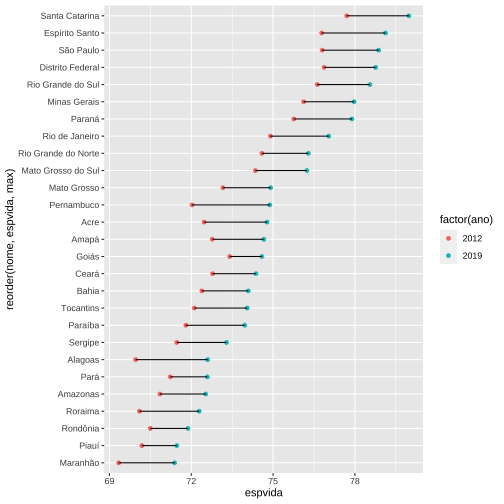 Santa Catarina
Espírito Santo
São Paulo
Distrito Federal
Rio Grande do Sul
Minas Gerais
Paraná
Rio de Janeiro
Rio Grande do Norte
Mato Grosso do Sul
Mato Grosso
Pernambuco
Acre
Amapá
Goiás
Ceará
Bahia
Tocantins
Paraíba
Sergipe
Alagoas
Pará
Amazonas
Roraima
Rondônia
Piauí
Maranhão
reorder(nome, espvida, max)
69 72 75 78
espvida
factor(ano)
2012
2019